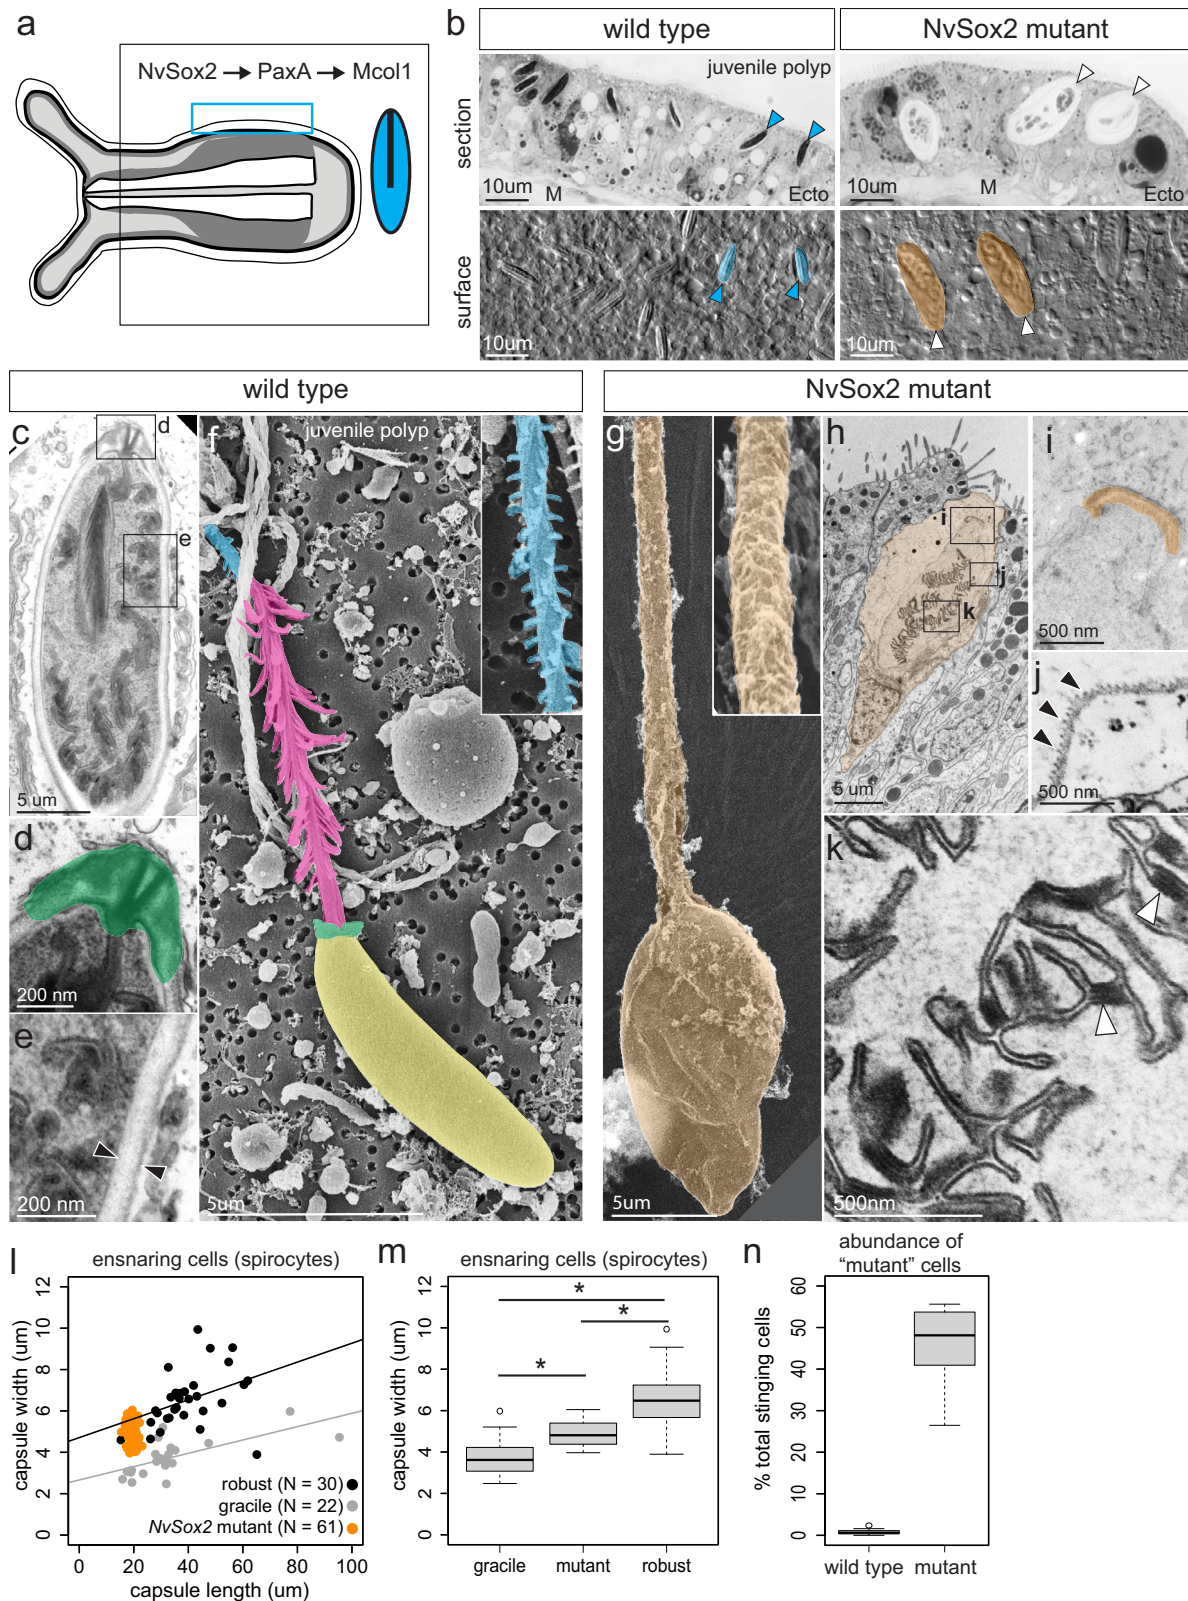 a
NvSox2 → PaxA → Mcol1
b
wild type
NvSox2 mutant
section
juvenile polyp
10um
M
Ecto
10um
M
Ecto
surface
10um
10um
wild type
NvSox2 mutant
c
d
e
5 um
d
200 nm
e
200 nm
f
juvenile polyp
5um
g
5um
h
i
j
k
5 um
i
500 nm
j
500 nm
k
500nm
l
ensnaring cells (spirocytes)
capsule width (um)
12
10
8
6
4
2
0
robust (N = 30)
gracile (N = 22)
NvSox2 mutant (N = 61)
0 20 40 60 80 100
capsule length (um)
m
ensnaring cells (spirocytes)
capsule width (um)
12
10
8
6
4
2
0
*
*
*
gracile mutant robust
n
abundance of
"mutant" cells
% total stinging cells
60
50
40
30
20
10
0
wild type mutant